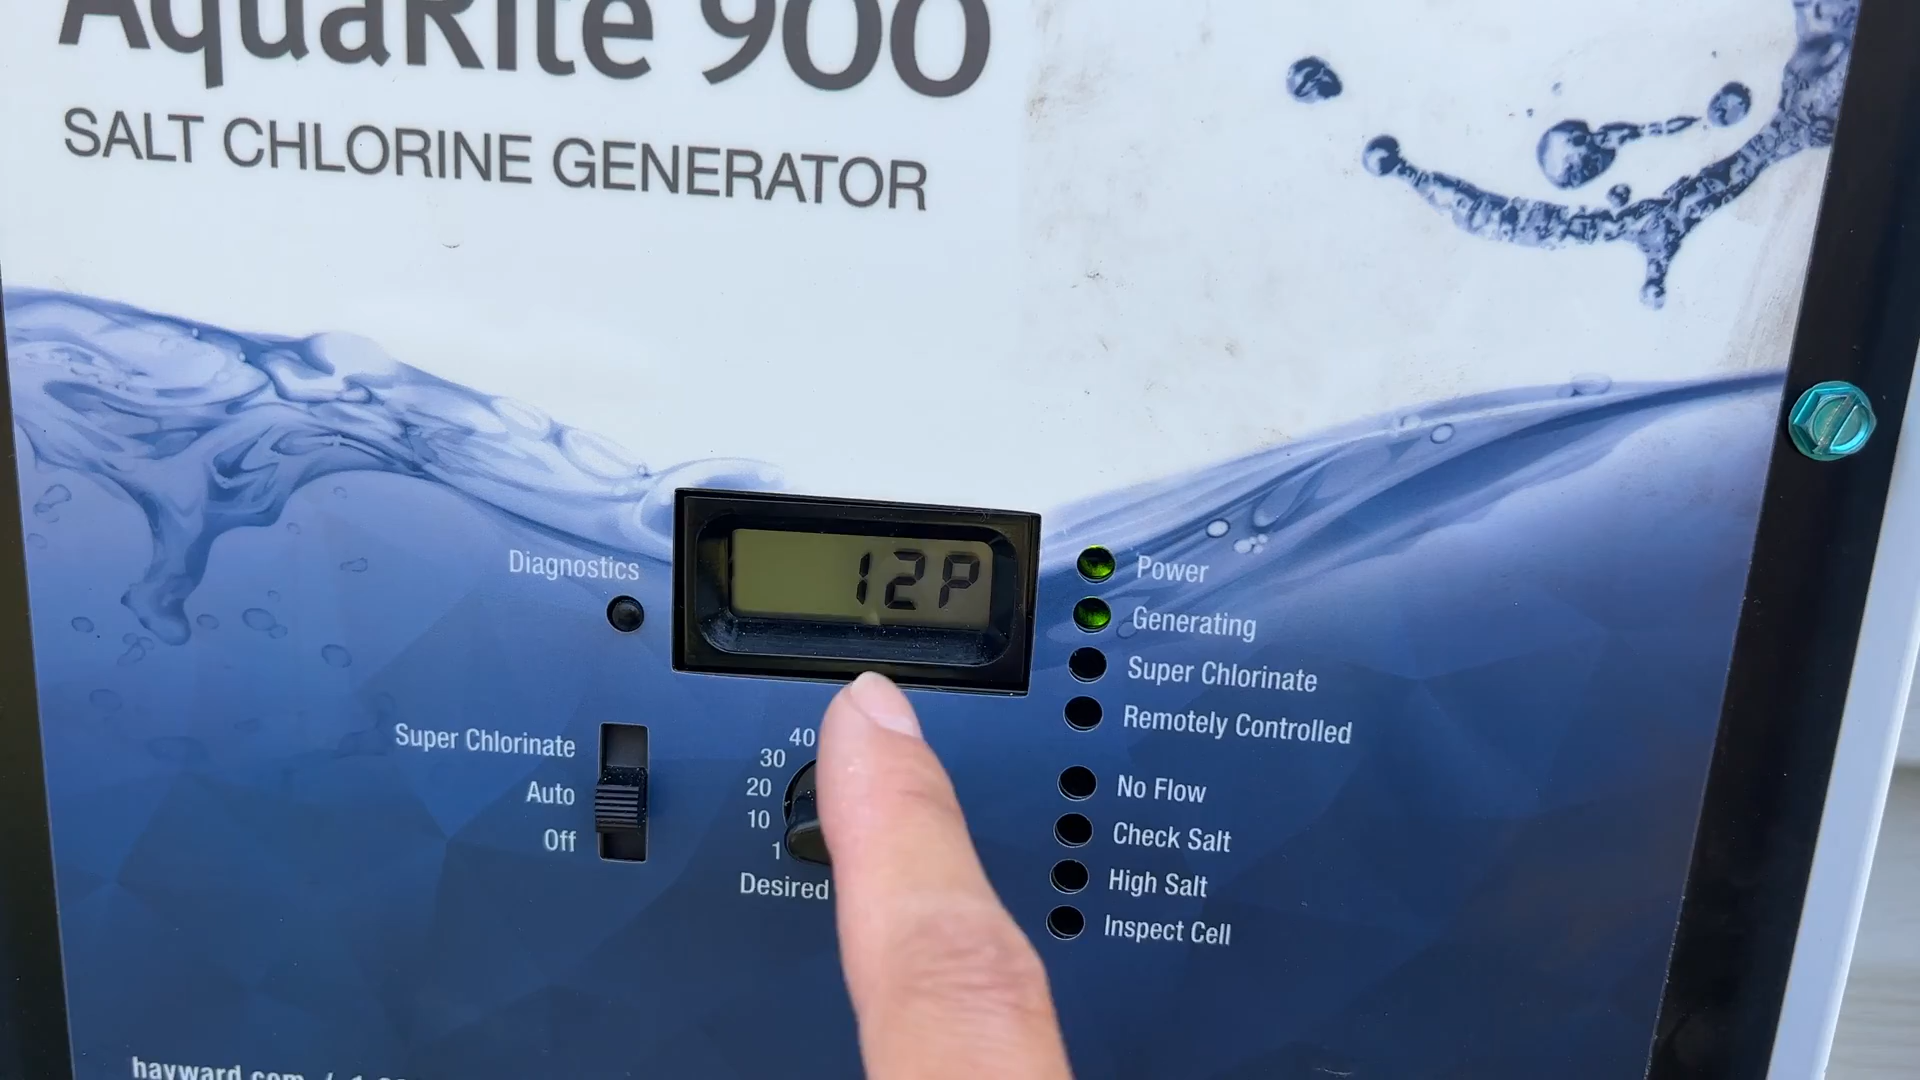 AquaRite 900
SALT CHLORINE GENERATOR
Diagnostics
12P
Power
Generating
Super Chlorinate
Remotely Controlled
Super Chlorinate
Auto
Off
40
30
20
10
1
Desired
No Flow
Check Salt
High Salt
Inspect Cell
hayward.com / 1